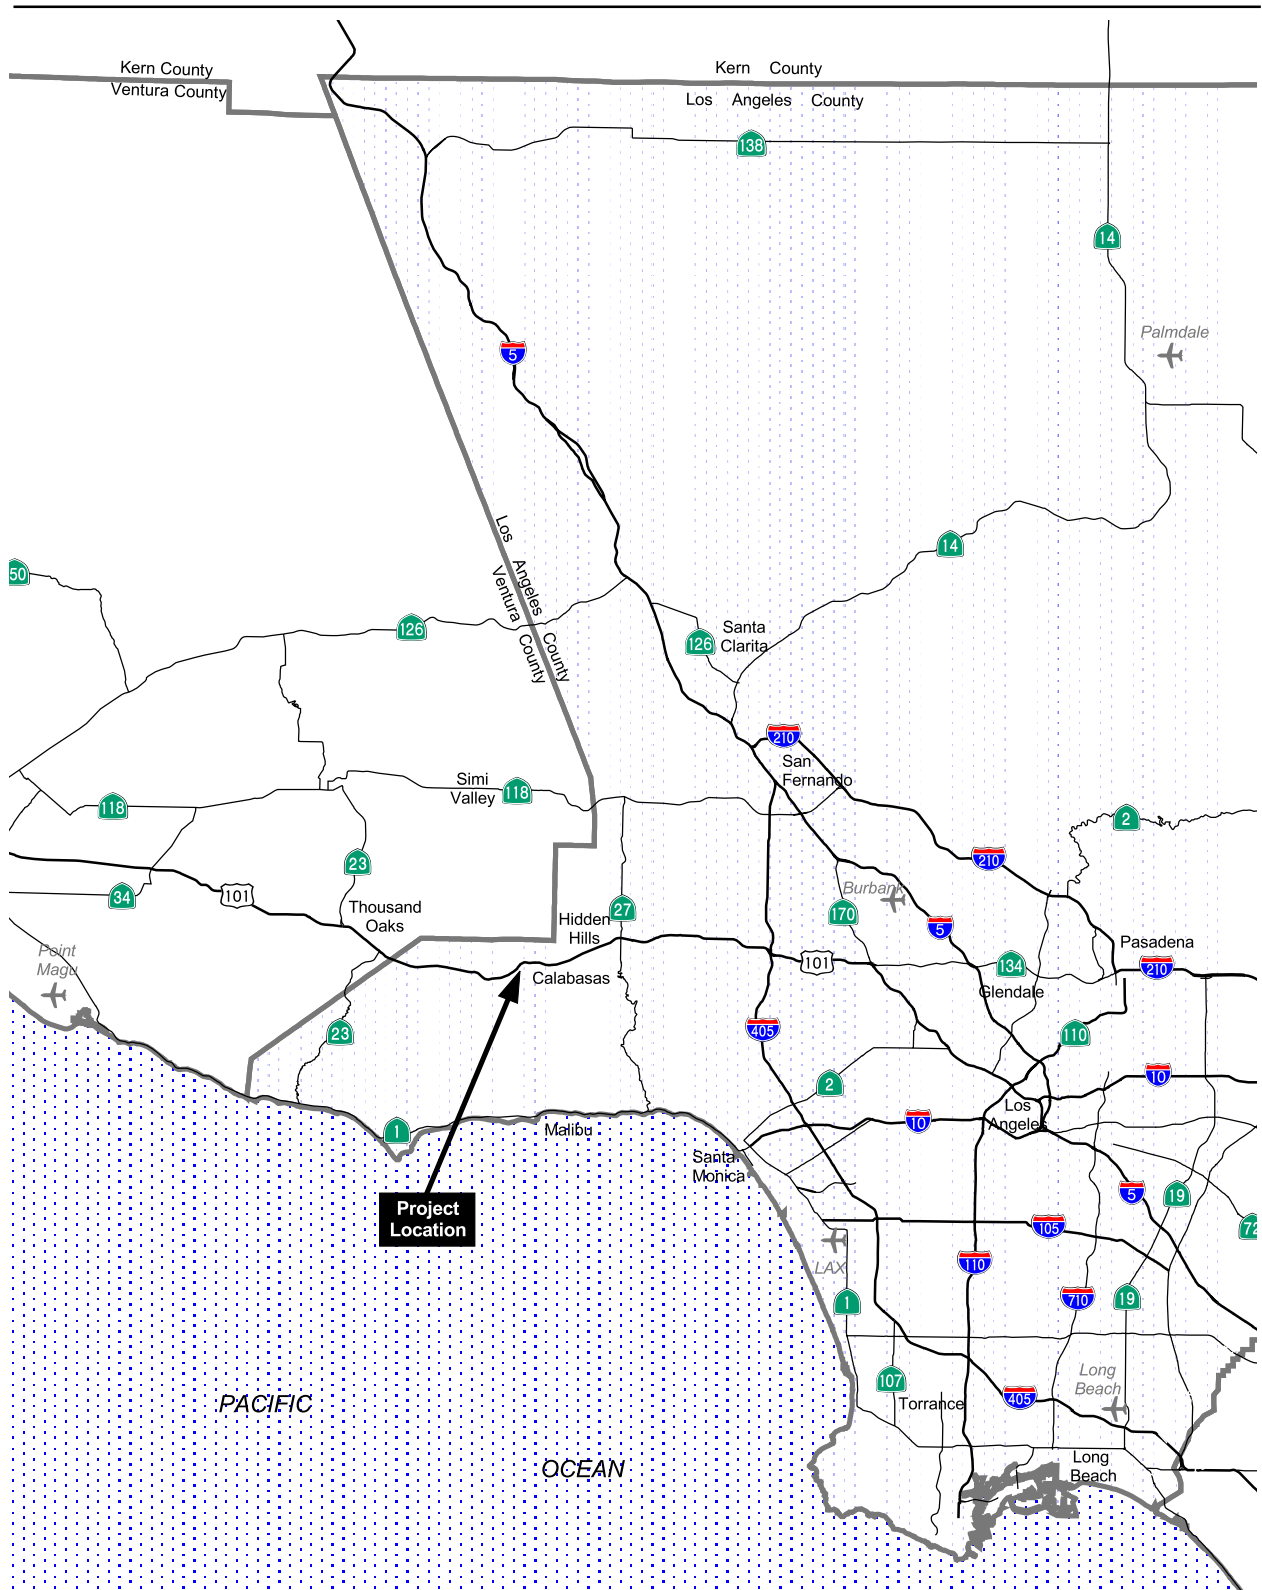 Kern County
Kern County
Ventura County
Los Angeles County
138
14
Palmdale
5
Los Angeles County
Ventura County
14
50
126
Santa
Clarita
126
210
San
Fernando
Simi
Valley
118
118
2
23
210
34
101
Burbank
Thousand
Oaks
27
170
Hidden
Hills
5
Point
Magu
Pasadena
101
134
210
Calabasas
Glendale
23
405
110
10
2
Los
Angeles
10
1
Malibu
Santa
Monica
5
19
Project
Location
105
72
110
LAX
710
19
1
Long
Beach
107
405
PACIFIC
Torrance
OCEAN
Long
Beach